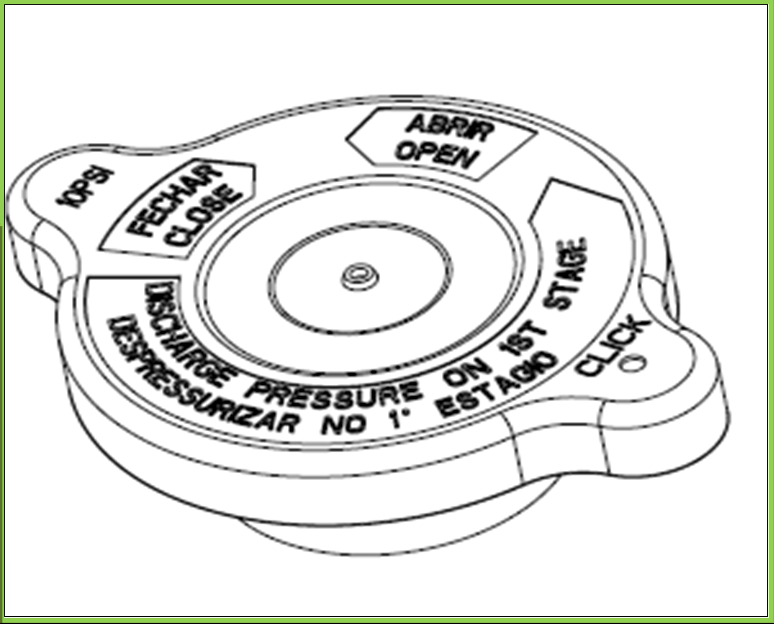 ABRIR
OPEN
10PSI
FECHAR
CLOSE
DISCHARGE PRESSURE ON 1ST STAGE
DESPRESSURIZAR NO 1° ESTAGIO
CLICK